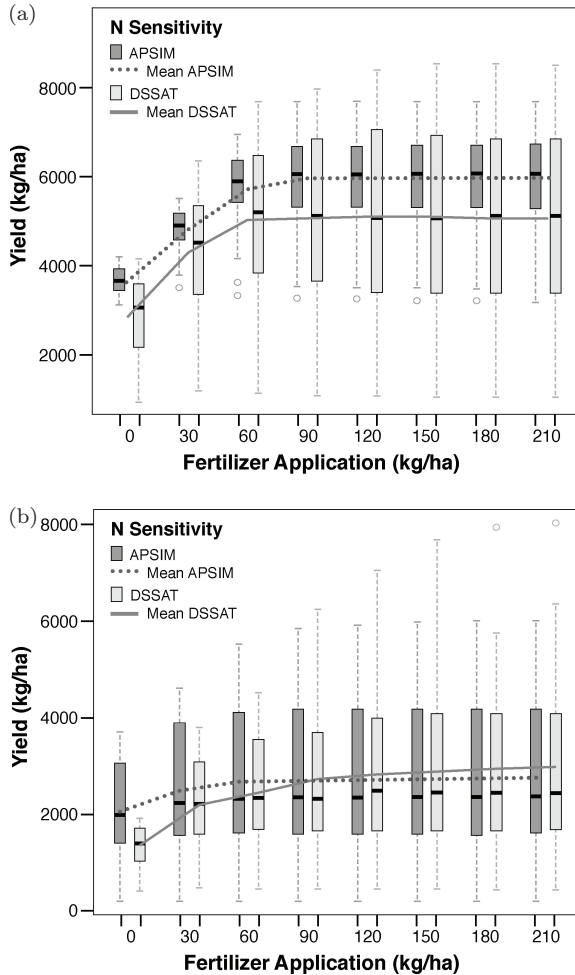 (a)
N Sensitivity
APSIM
Mean APSIM
DSSAT
Mean DSSAT
8000
6000
4000
2000
Yield (kg/ha)
0 30 60 90 120 150 180 210
Fertilizer Application (kg/ha)
(b)
N Sensitivity
APSIM
Mean APSIM
DSSAT
Mean DSSAT
8000
6000
4000
2000
0
Yield (kg/ha)
0 30 60 90 120 150 180 210
Fertilizer Application (kg/ha)